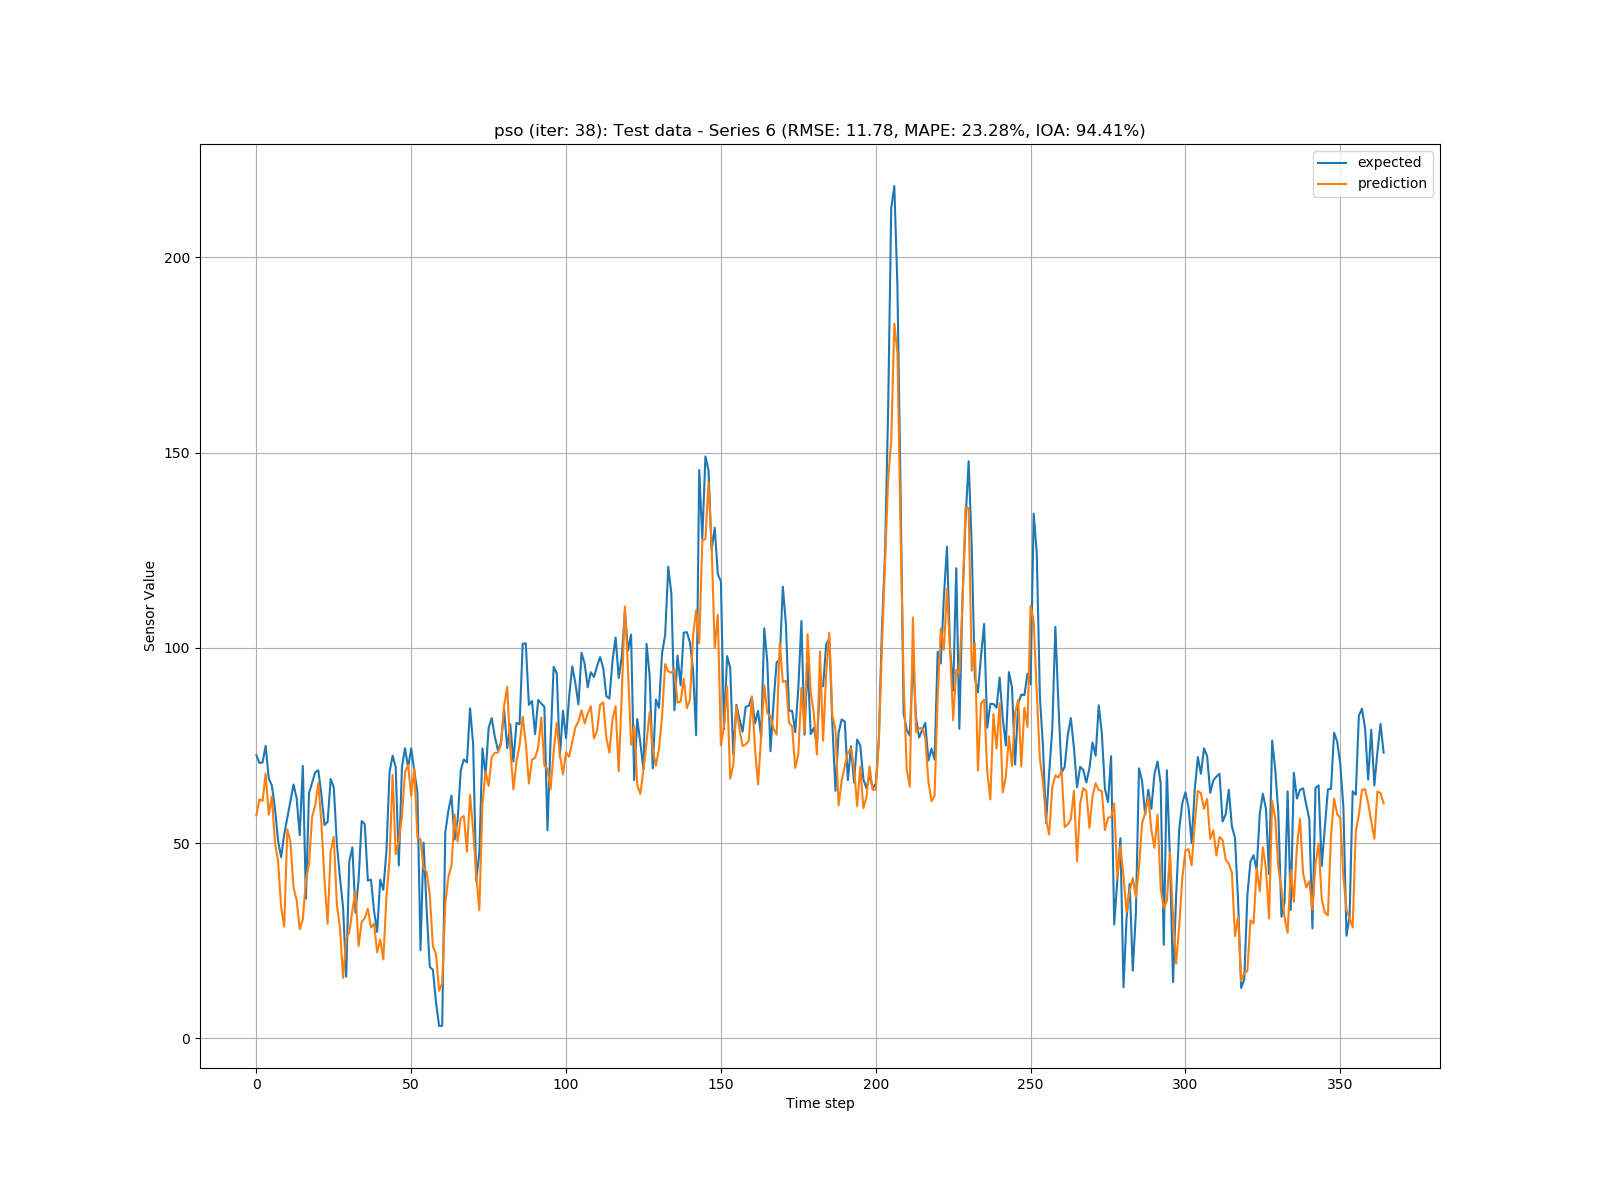 pso (iter: 38): Test data - Series 6 (RMSE: 11.78, MAPE: 23.28%, IOA: 94.41%)
expected
prediction
200
150
100
50
0
Sensor Value
0 50 100 150 200 250 300 350
Time step